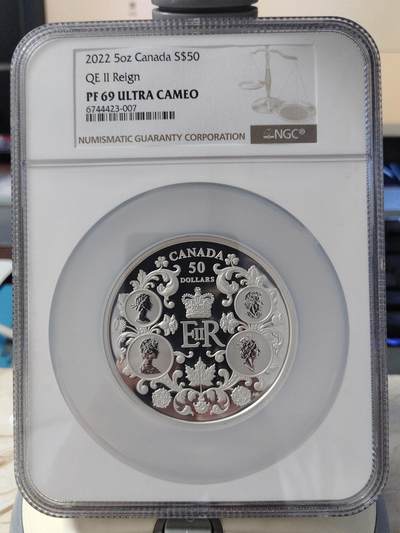 2022 5oz Canada S$50
QE II Reign
PF 69 ULTRA CAMEO
6744423-007
NUMISMATIC GUARANTY CORPORATION
NGC®
CANADA
50
DOLLARS
EIIR